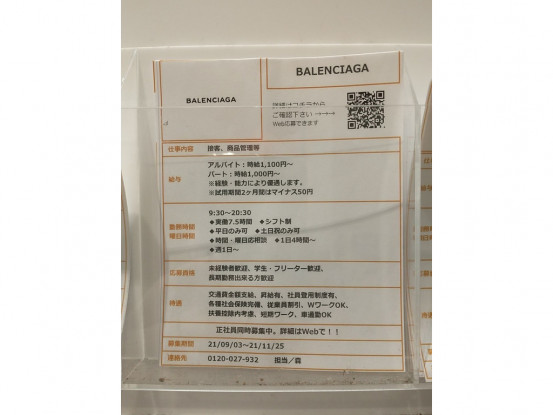 BALENCIAGA
BALENCIAGA
詳細はコチラから
ご確認下さい →→→
Web応募できます
仕事内容 接客、商品管理等
給与
アルバイト：時給1,100円～
パート：時給1,000円～
※経験・能力により優遇します。
※試用期間2ヶ月間はマイナス50円
勤務時間
曜日時間
9:30～20:30
◆実働7.5時間 ◆シフト制
◆平日のみ可 ◆土日祝のみ可
◆時間・曜日応相談 ◆1日4時間～
◆週1日～
応募資格
未経験者歓迎、学生・フリーター歓迎、
長期勤務出来る方歓迎
待遇
交通費全額支給、昇給有、社員登用制度有、
各種社会保険完備、従業員割引、WワークOK、
扶養控除内考慮、短期ワーク、車通勤OK
正社員同時募集中。詳細はWebで！！
募集期間 21/09/03～21/11/25
連絡先 0120-027-932 担当／森